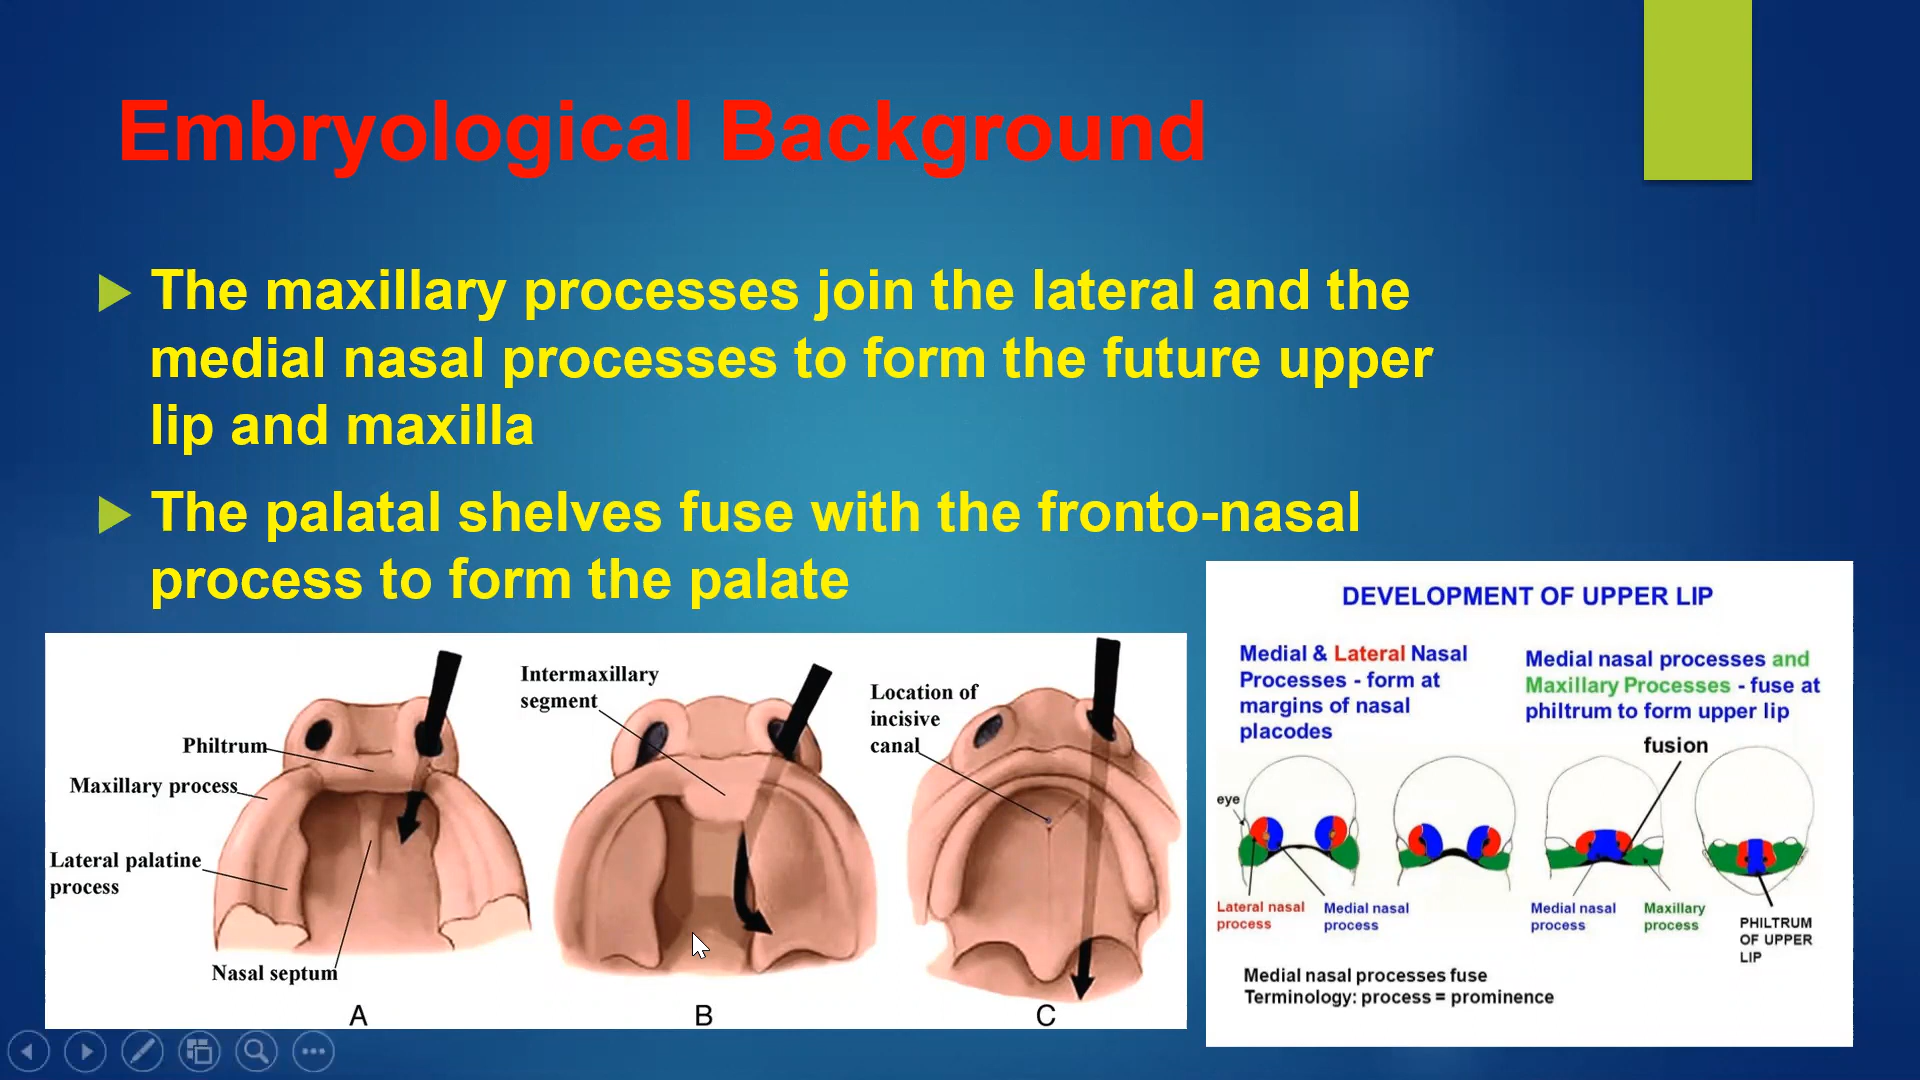 Embryological Background
The maxillary processes join the lateral and the
medial nasal processes to form the future upper
lip and maxilla
The palatal shelves fuse with the fronto-nasal
process to form the palate
Intermaxillary
segment
Location of
incisive
canal
Philtrum
Maxillary process
Lateral palatine
process
Nasal septum
A
B
C
DEVELOPMENT OF UPPER LIP
Medial & Lateral Nasal
Processes - form at
margins of nasal
placodes
Medial nasal processes and
Maxillary Processes - fuse at
philtrum to form upper lip
fusion
eye
Lateral nasal
process
Medial nasal
process
Medial nasal
process
Maxillary
process
PHILTRUM
OF UPPER
LIP
Medial nasal processes fuse
Terminology: process = prominence